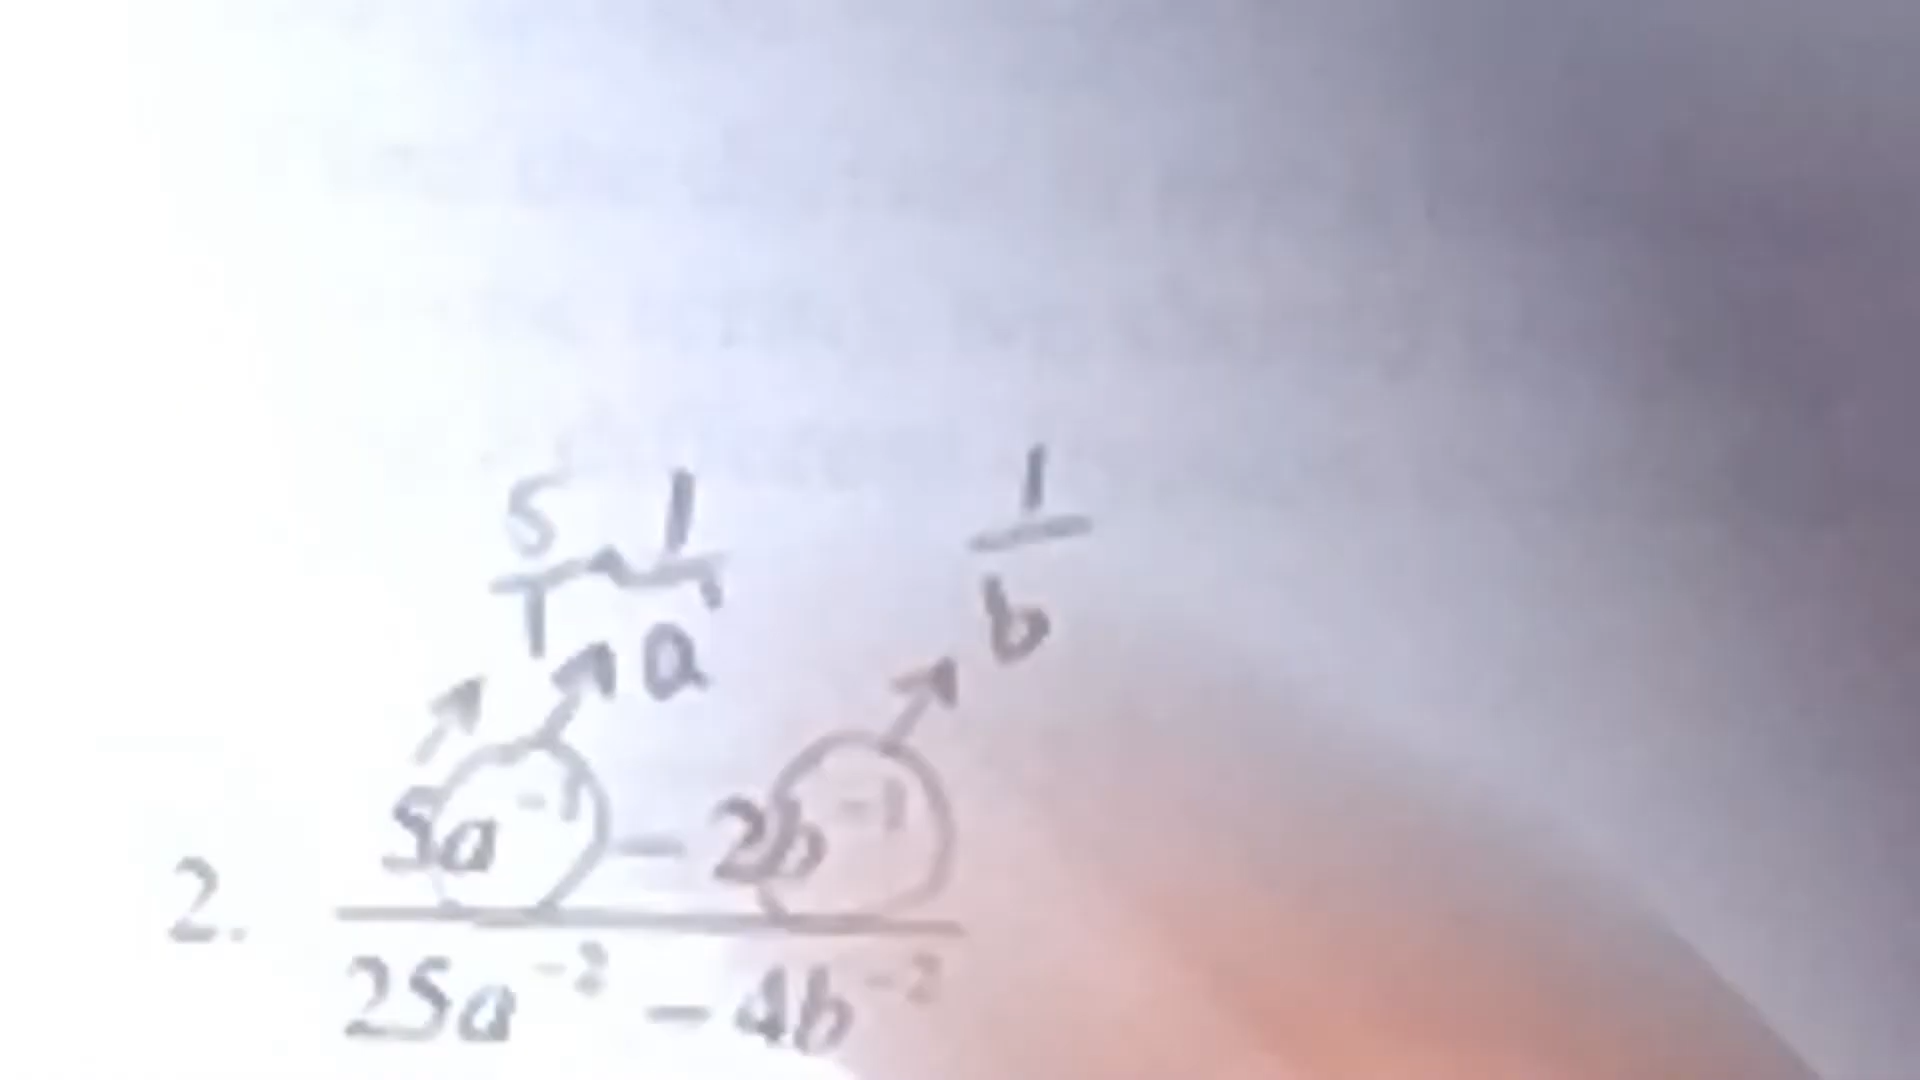 5/1 · 1/a 1/b
2. 5a⁻¹ − 2b⁻¹
25a⁻² − 4b⁻²